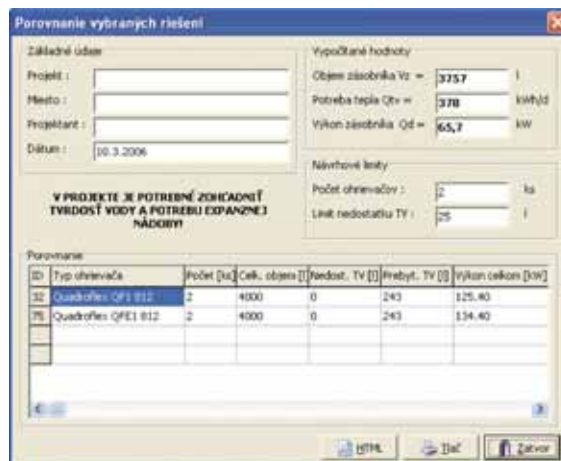 Porovnanie vybraných riešení
Základné údaje
Projekt :
Miesto :
Projektant :
Dátum : 10.3.2006
V PROJEKTE JE POTREBNÉ ZOHĽADNIŤ
TVRDOSŤ VODY A POTREBU EXPANZNEJ
NÁDOBY!
Vypočítané hodnoty
Objem zásobníka Vz = 3757 l
Potreba tepla Qtv = 378 kWh/d
Výkon zásobníka Qd = 65,7 kW
Návrhové limity
Počet ohrievačov : 2 ks
Limit nedostatku TV : 25 l
Porovnanie
ID Typ ohrievača Počet [ks] Celk. objem [l] Nedost. TV [l] Prebyt. TV [l] Výkon celkom [kW]
32 Quadroflex QF1 812 2 4000 0 243 125.40
75 Quadroflex QFE1 812 2 4000 0 243 134.40
HTML Tlač Zatvor